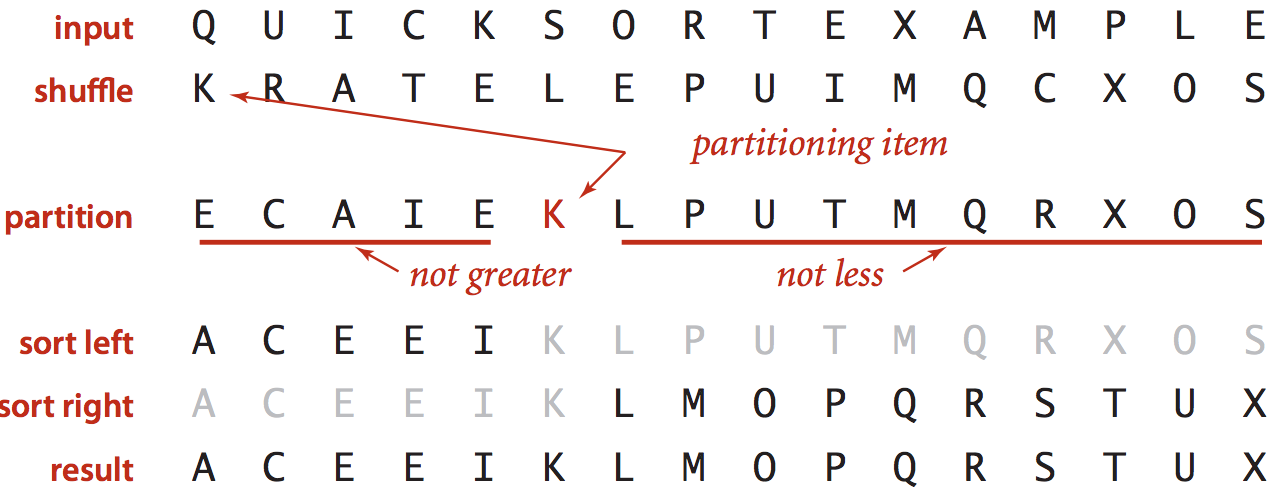 input Q U I C K S O R T E X A M P L E
shuffle K R A T E L E P U I M Q C X O S
partitioning item
partition E C A I E K L P U T M Q R X O S
not greater not less
sort left A C E E I K L P U T M Q R X O S
sort right A C E E I K L M O P Q R S T U X
result A C E E I K L M O P Q R S T U X